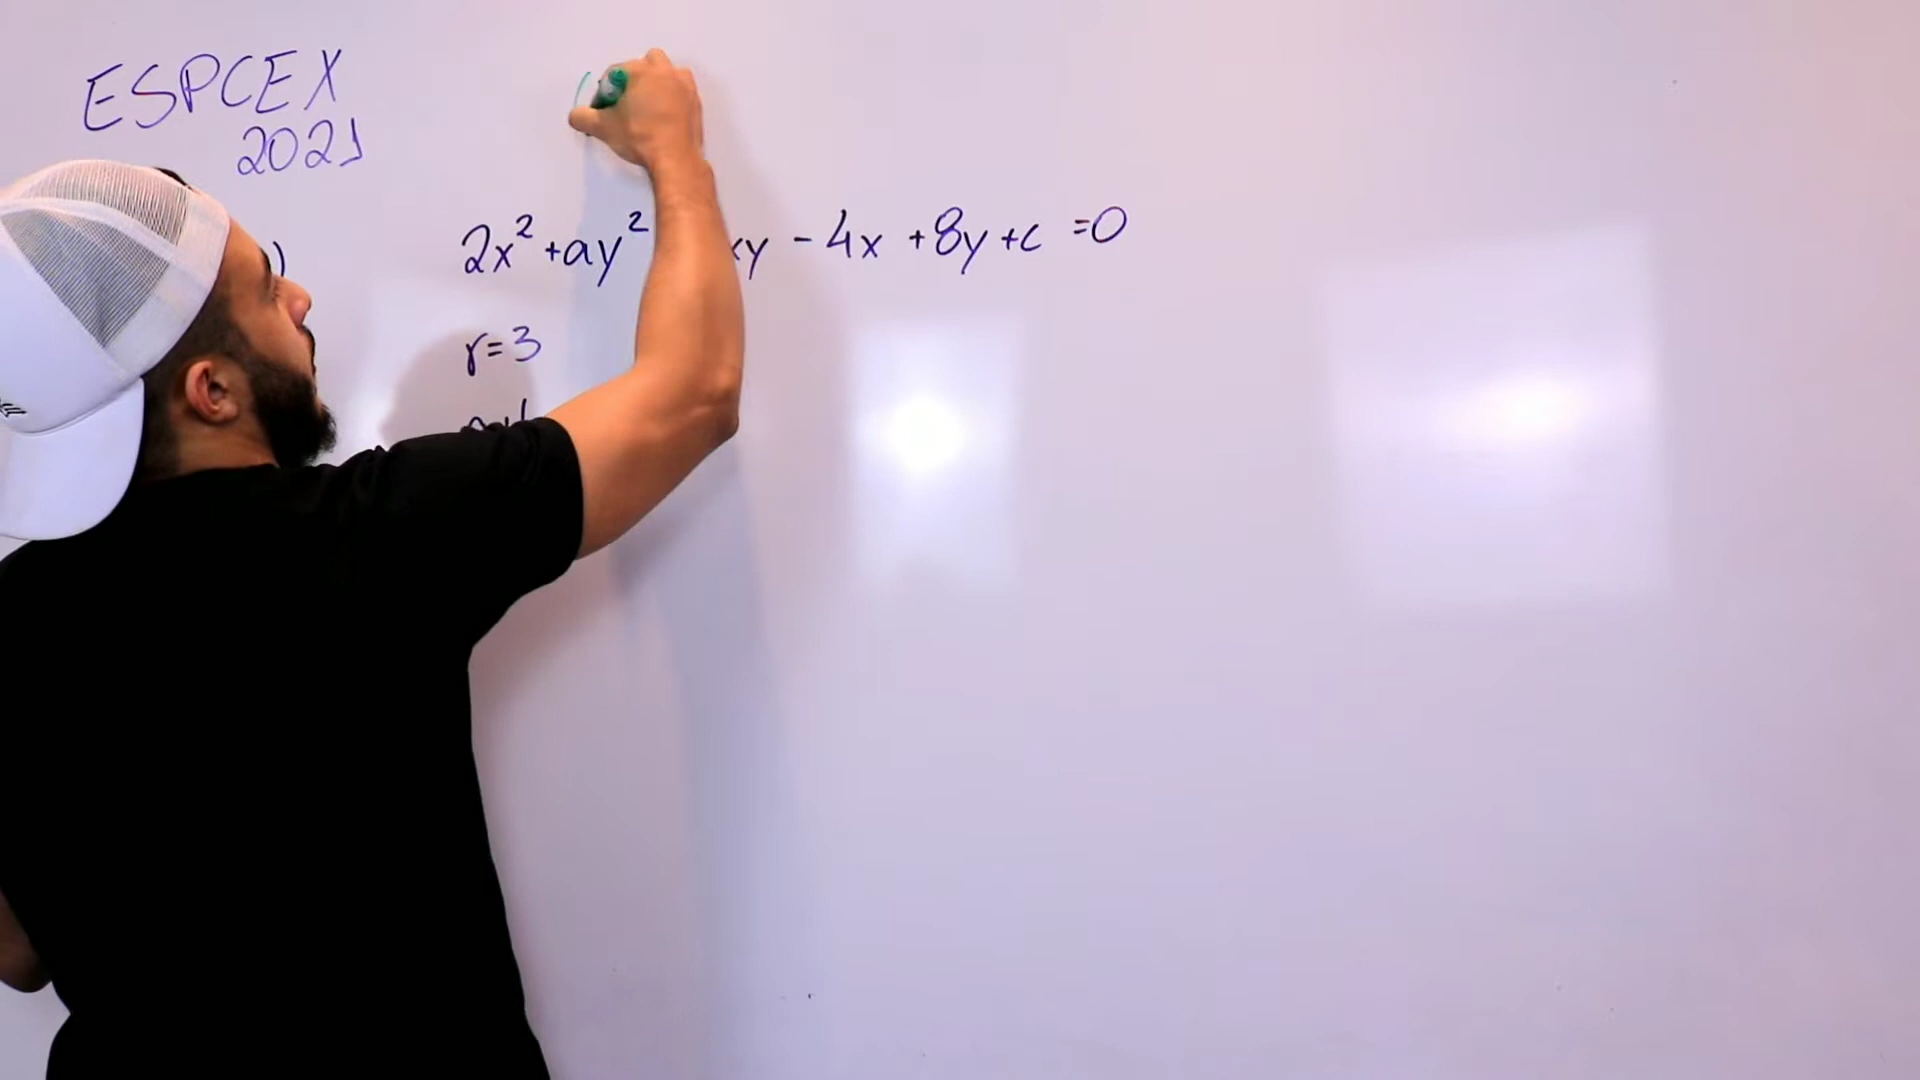 ESPCEX
2021
2x² + ay² xy - 4x + 8y + c = 0
r = 3